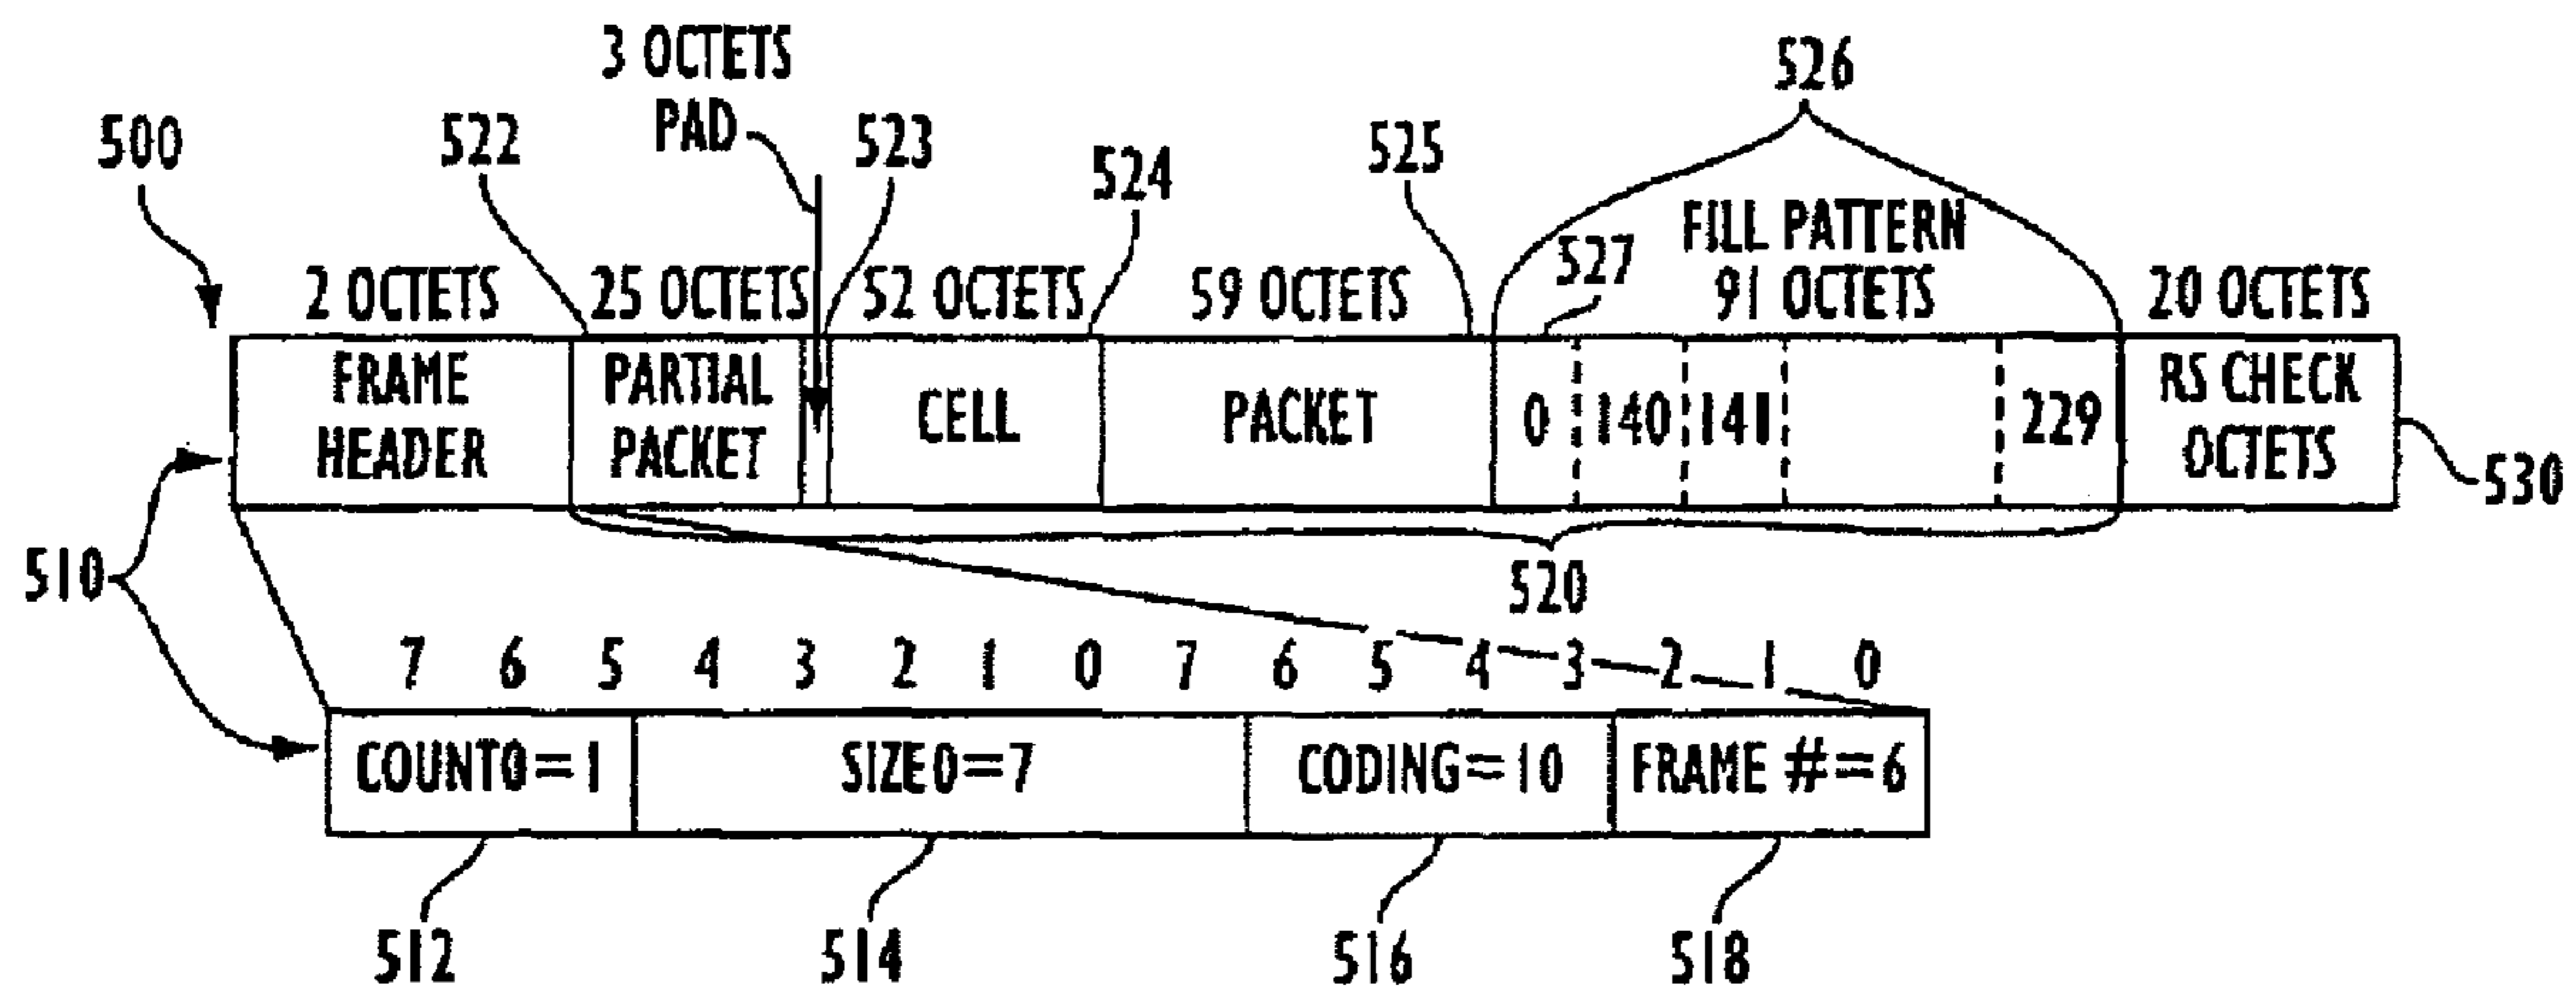 3 OCTETS
PAD
500
522
523
524
525
526
527
FILL PATTERN
2 OCTETS 25 OCTETS 52 OCTETS 59 OCTETS 91 OCTETS 20 OCTETS
FRAME HEADER
PARTIAL PACKET
CELL
PACKET
0 140 141 229
RS CHECK OCTETS
530
510
520
7 6 5 4 3 2 1 0 7 6 5 4 3 2 1 0
COUNT0=1 SIZE0=7 CODING=10 FRAME #=6
512 514 516 518